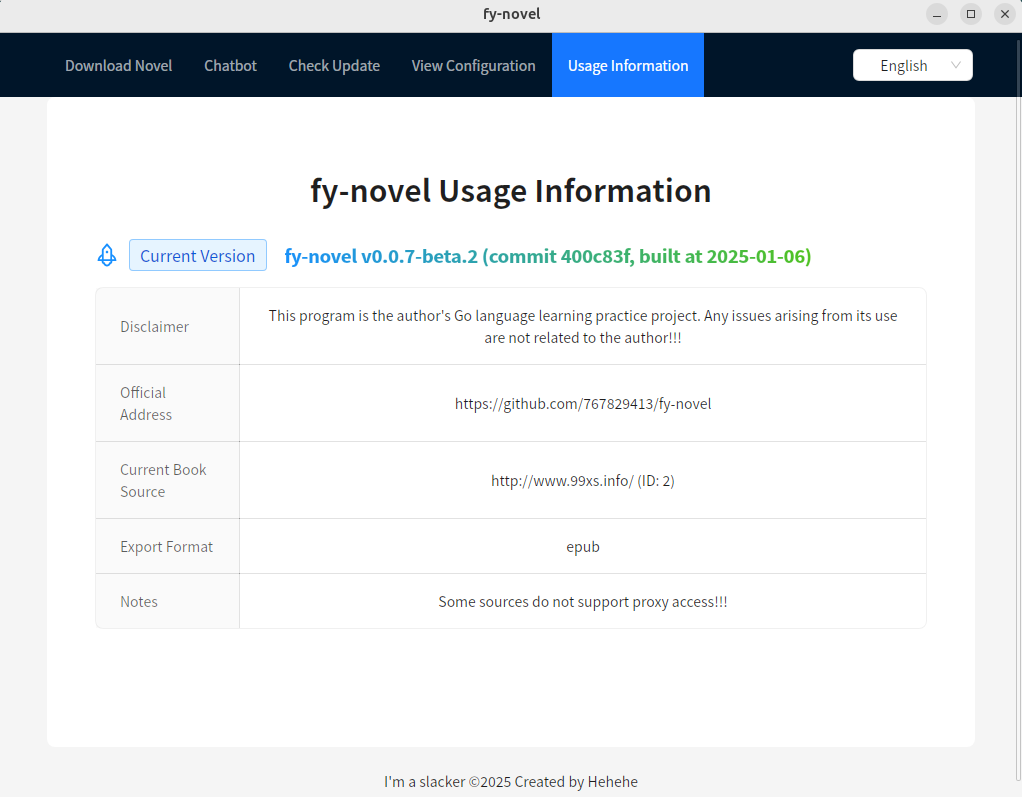 fy-novel
Download Novel Chatbot Check Update View Configuration Usage Information English
fy-novel Usage Information
Current Version fy-novel v0.0.7-beta.2 (commit 400c83f, built at 2025-01-06)
Disclaimer
This program is the author's Go language learning practice project. Any issues arising from its use
are not related to the author!!!
Official
Address
https://github.com/767829413/fy-novel
Current Book
Source
http://www.99xs.info/ (ID: 2)
Export Format
epub
Notes
Some sources do not support proxy access!!!
I'm a slacker ©2025 Created by Hehehe